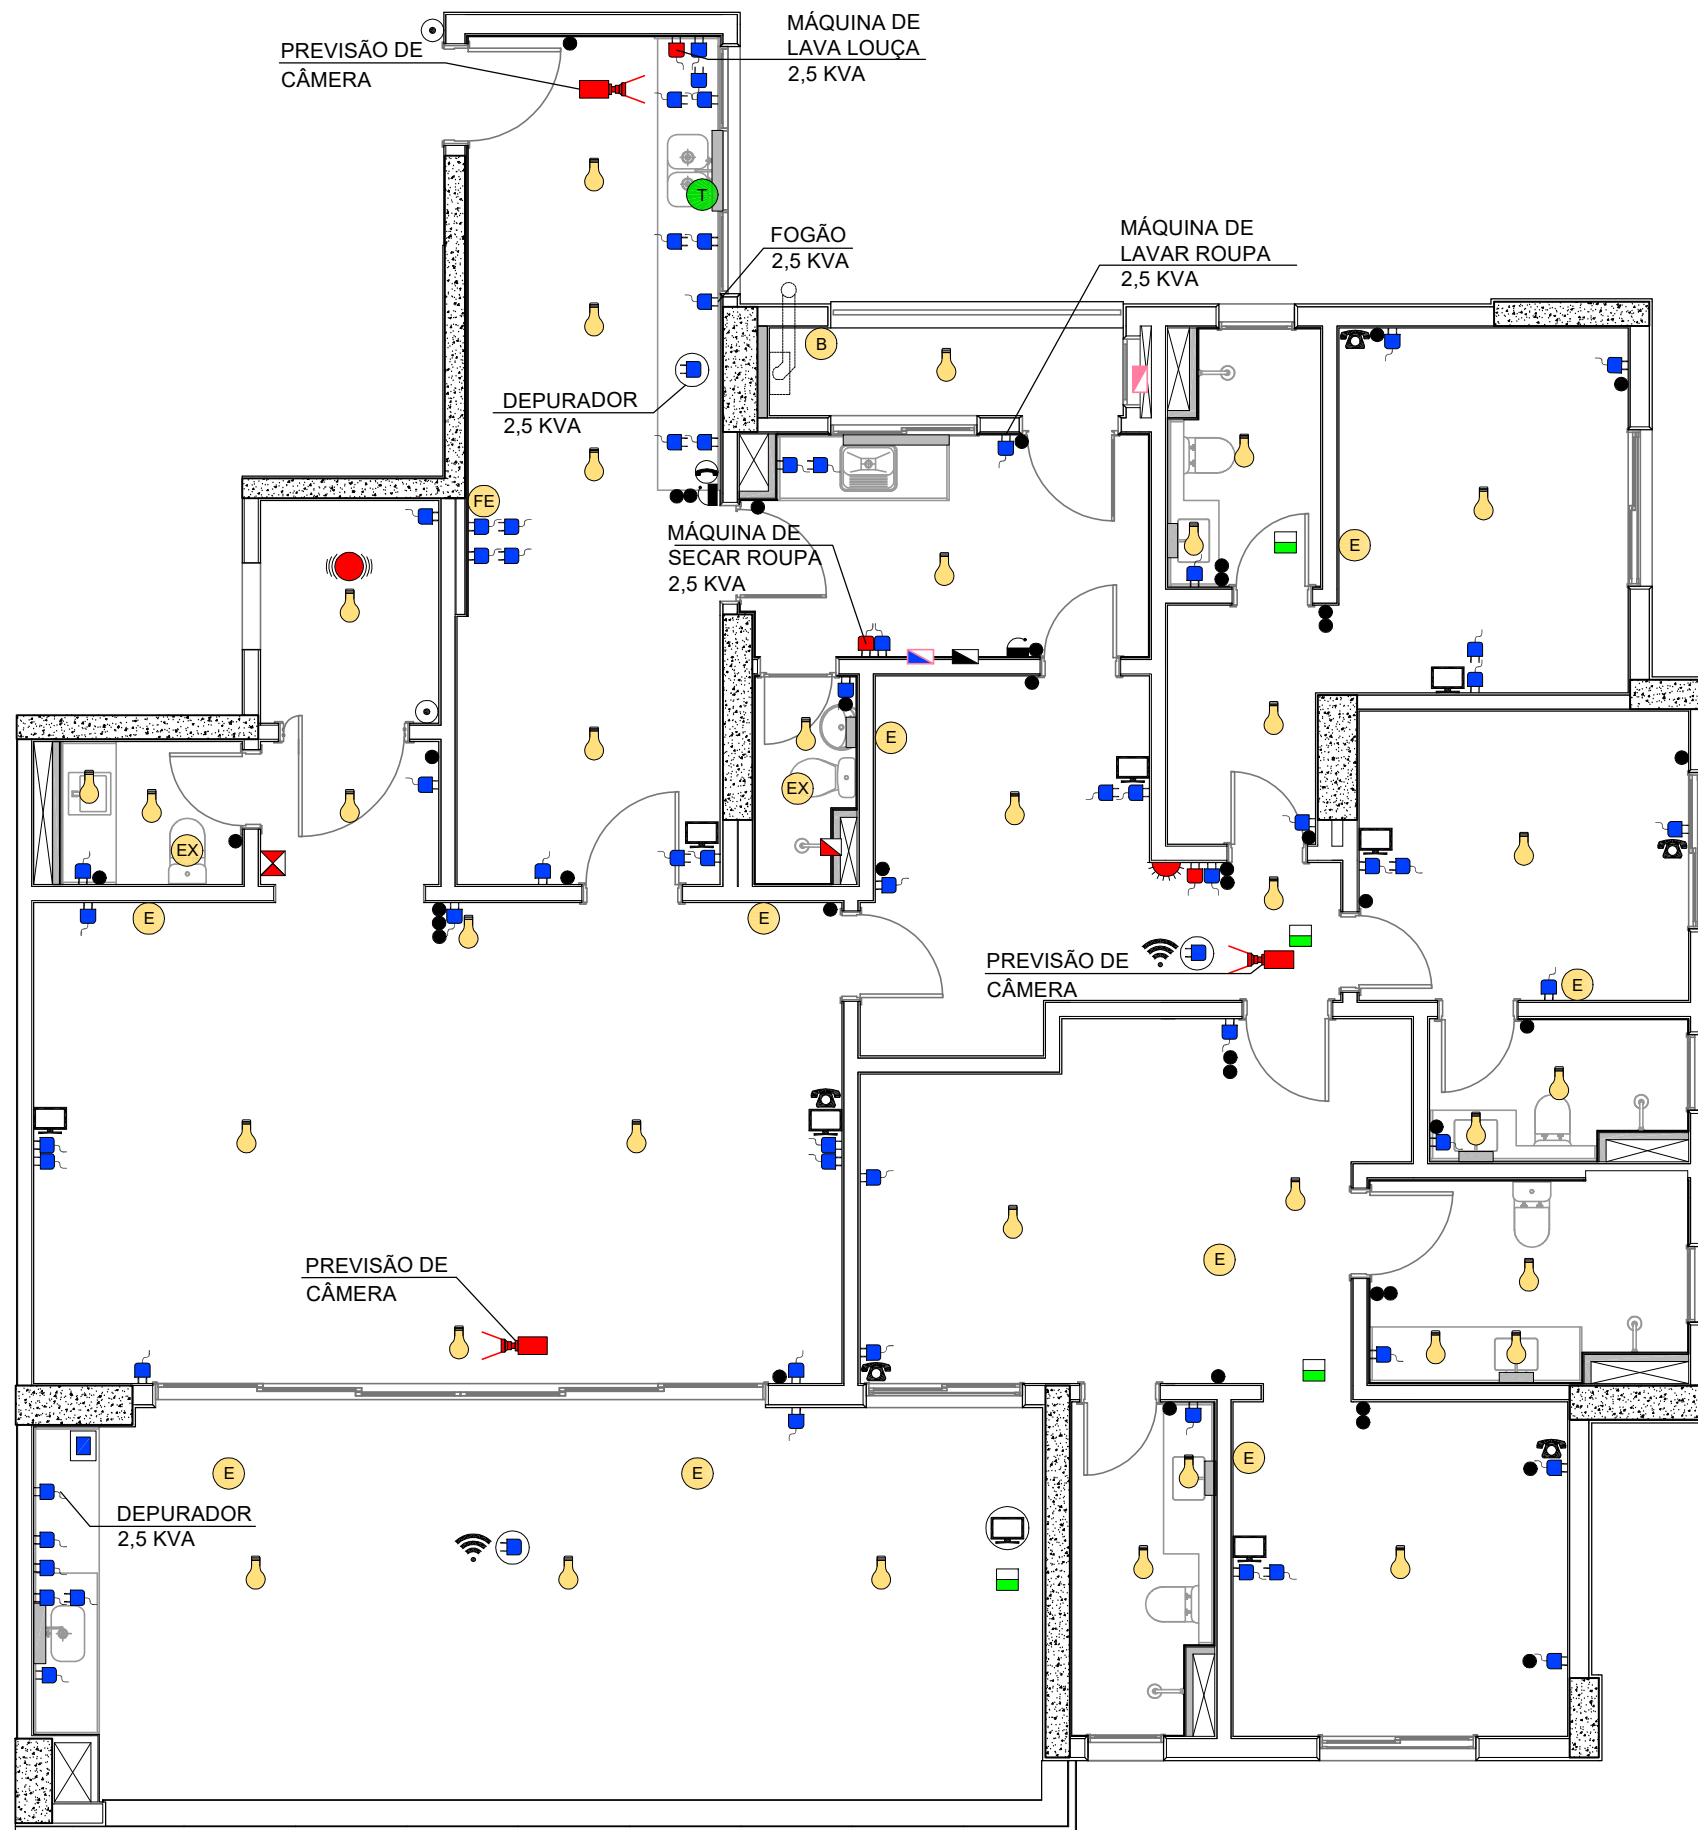 MÁQUINA DE
LAVA LOUÇA
2,5 KVA
PREVISÃO DE
CÂMERA
T
FOGÃO
2,5 KVA
MÁQUINA DE
LAVAR ROUPA
2,5 KVA
B
DEPURADOR
2,5 KVA
FE
MÁQUINA DE
SECAR ROUPA
2,5 KVA
E
E
EX
EX
E
E
PREVISÃO DE
CÂMERA
E
E
PREVISÃO DE
CÂMERA
E
E
E
DEPURADOR
2,5 KVA